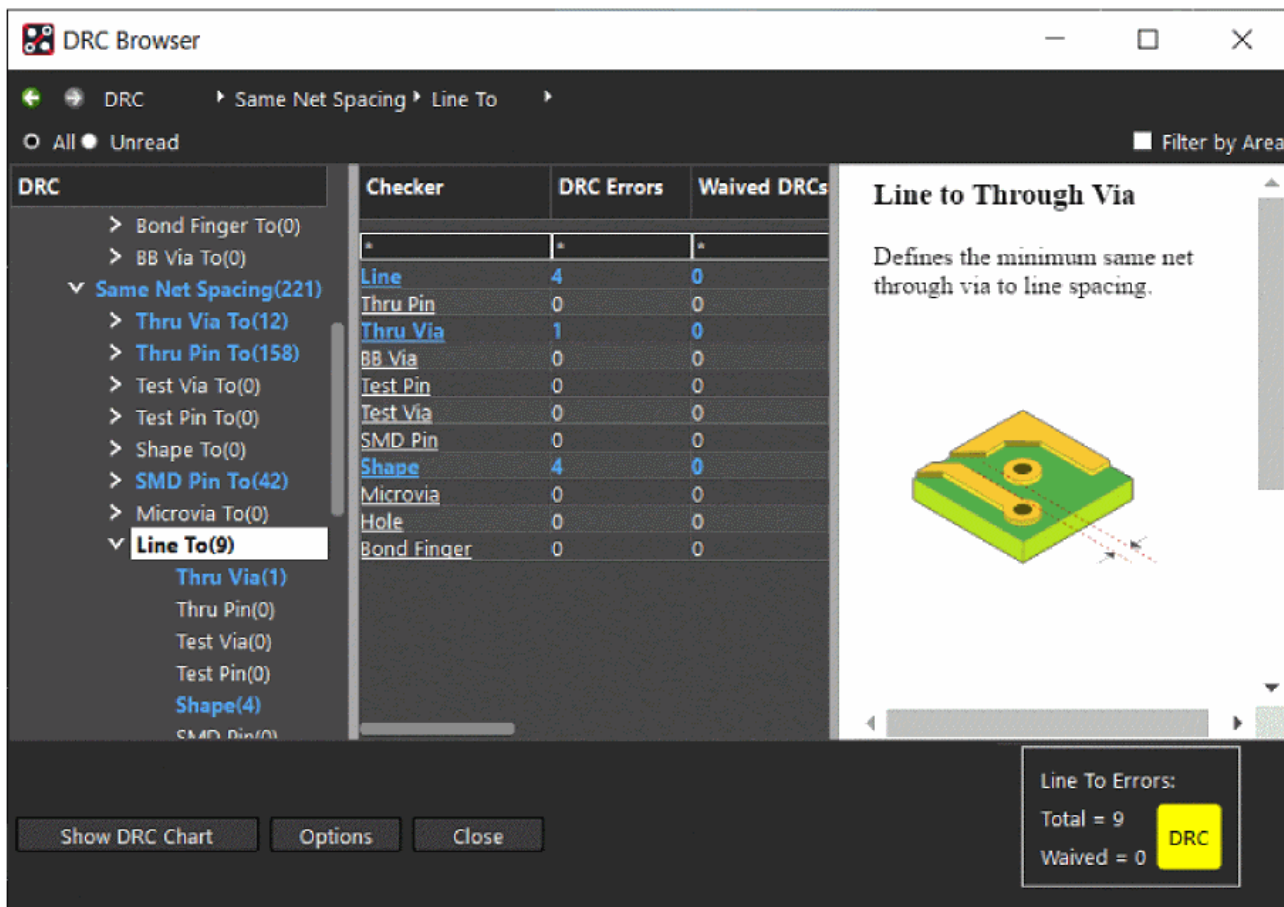 DRC Browser
DRC Same Net Spacing Line To
All Unread
Filter by Area
DRC
Bond Finger To(0)
BB Via To(0)
Same Net Spacing(221)
Thru Via To(12)
Thru Pin To(158)
Test Via To(0)
Test Pin To(0)
Shape To(0)
SMD Pin To(42)
Microvia To(0)
Line To(9)
Thru Via(1)
Thru Pin(0)
Test Via(0)
Test Pin(0)
Shape(4)
SMD Pin(0)
Checker DRC Errors Waived DRCs
* * *
Line 4 0
Thru Pin 0 0
Thru Via 1 0
BB Via 0 0
Test Pin 0 0
Test Via 0 0
SMD Pin 0 0
Shape 4 0
Microvia 0 0
Hole 0 0
Bond Finger 0 0
Line to Through Via
Defines the minimum same net
through via to line spacing.
Show DRC Chart
Options
Close
Line To Errors:
Total = 9
Waived = 0
DRC